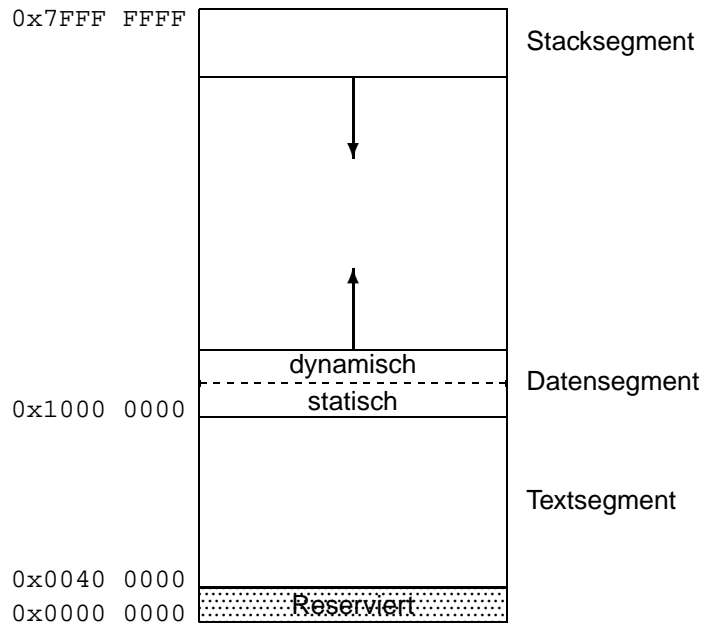 0x7FFF FFFF
Stacksegment
dynamisch
Datensegment
statisch
0x1000 0000
Textsegment
0x0040 0000
Reserviert
0x0000 0000